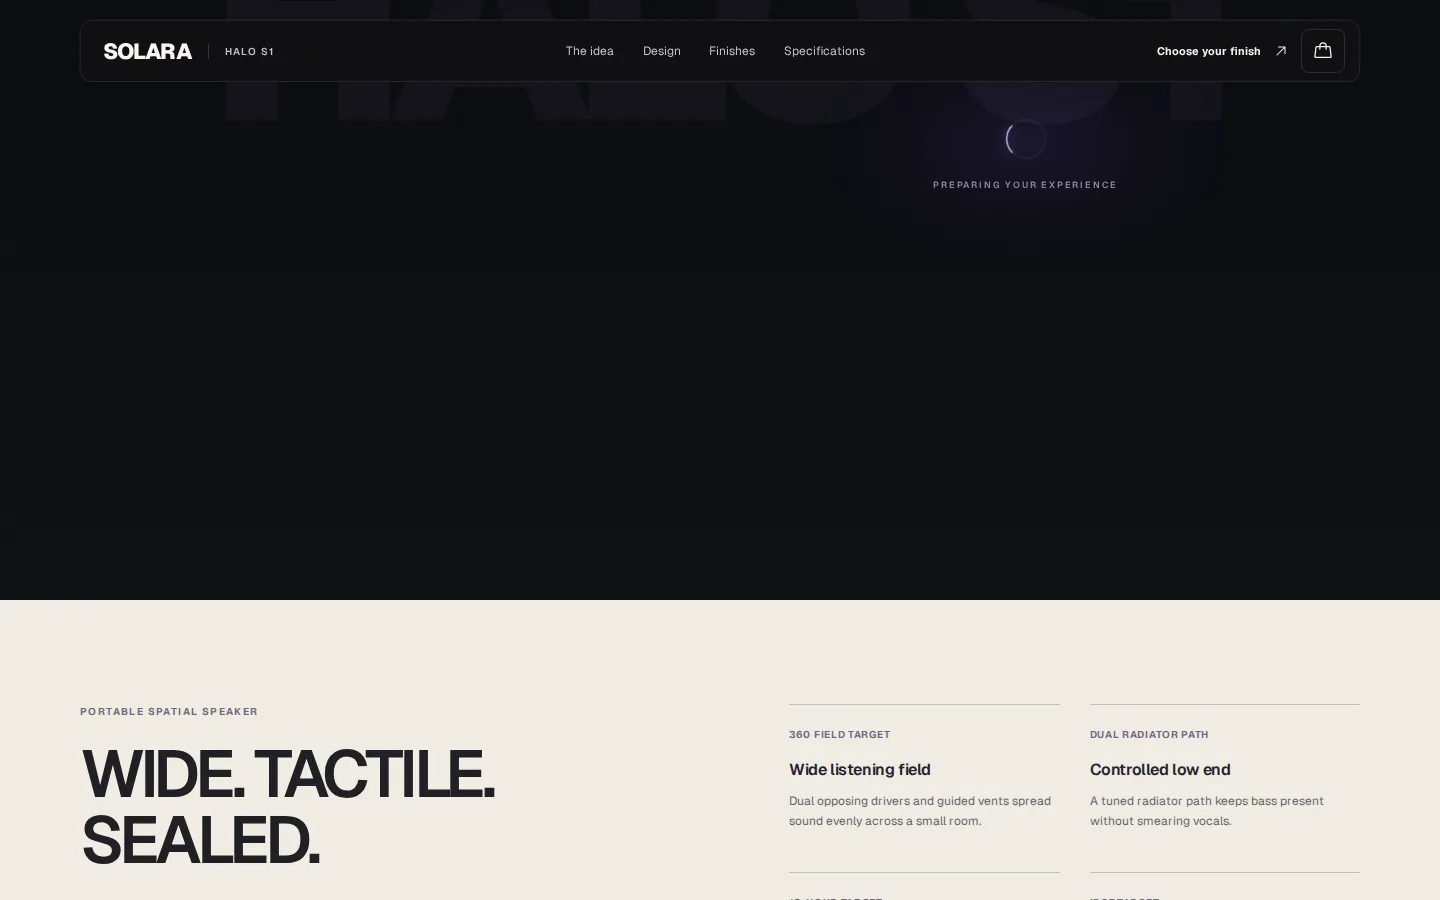 HALO S1
SOLARA
HALO S1
The idea
Design
Finishes
Specifications
Choose your finish
PREPARING YOUR EXPERIENCE
PORTABLE SPATIAL SPEAKER
WIDE. TACTILE.
SEALED.
360 FIELD TARGET
Wide listening field
Dual opposing drivers and guided vents spread
sound evenly across a small room.
DUAL RADIATOR PATH
Controlled low end
A tuned radiator path keeps bass present
without smearing vocals.